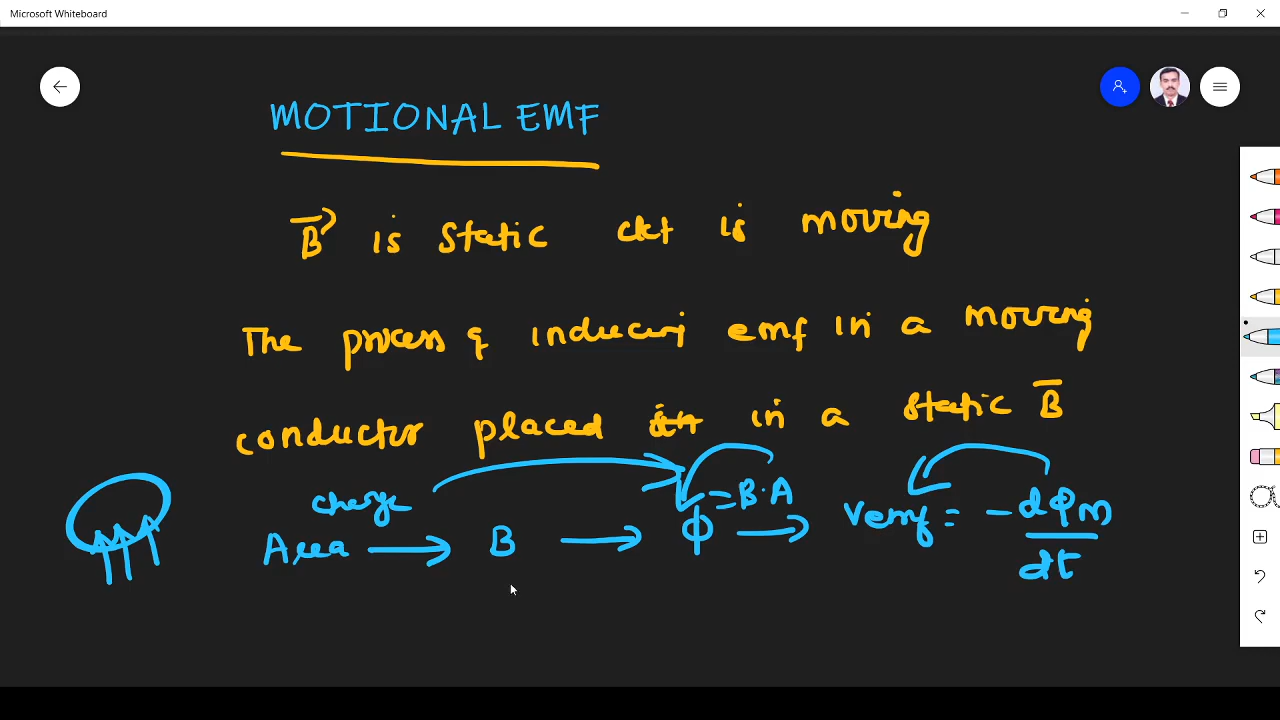 Microsoft Whiteboard
MOTIONAL EMF
B⃗ is static ckt is moving
The process of inducing emf in a moving
conductor placed in a static B̅
change
Area → B → ϕ = B·A → Vemf = - dϕm/dt